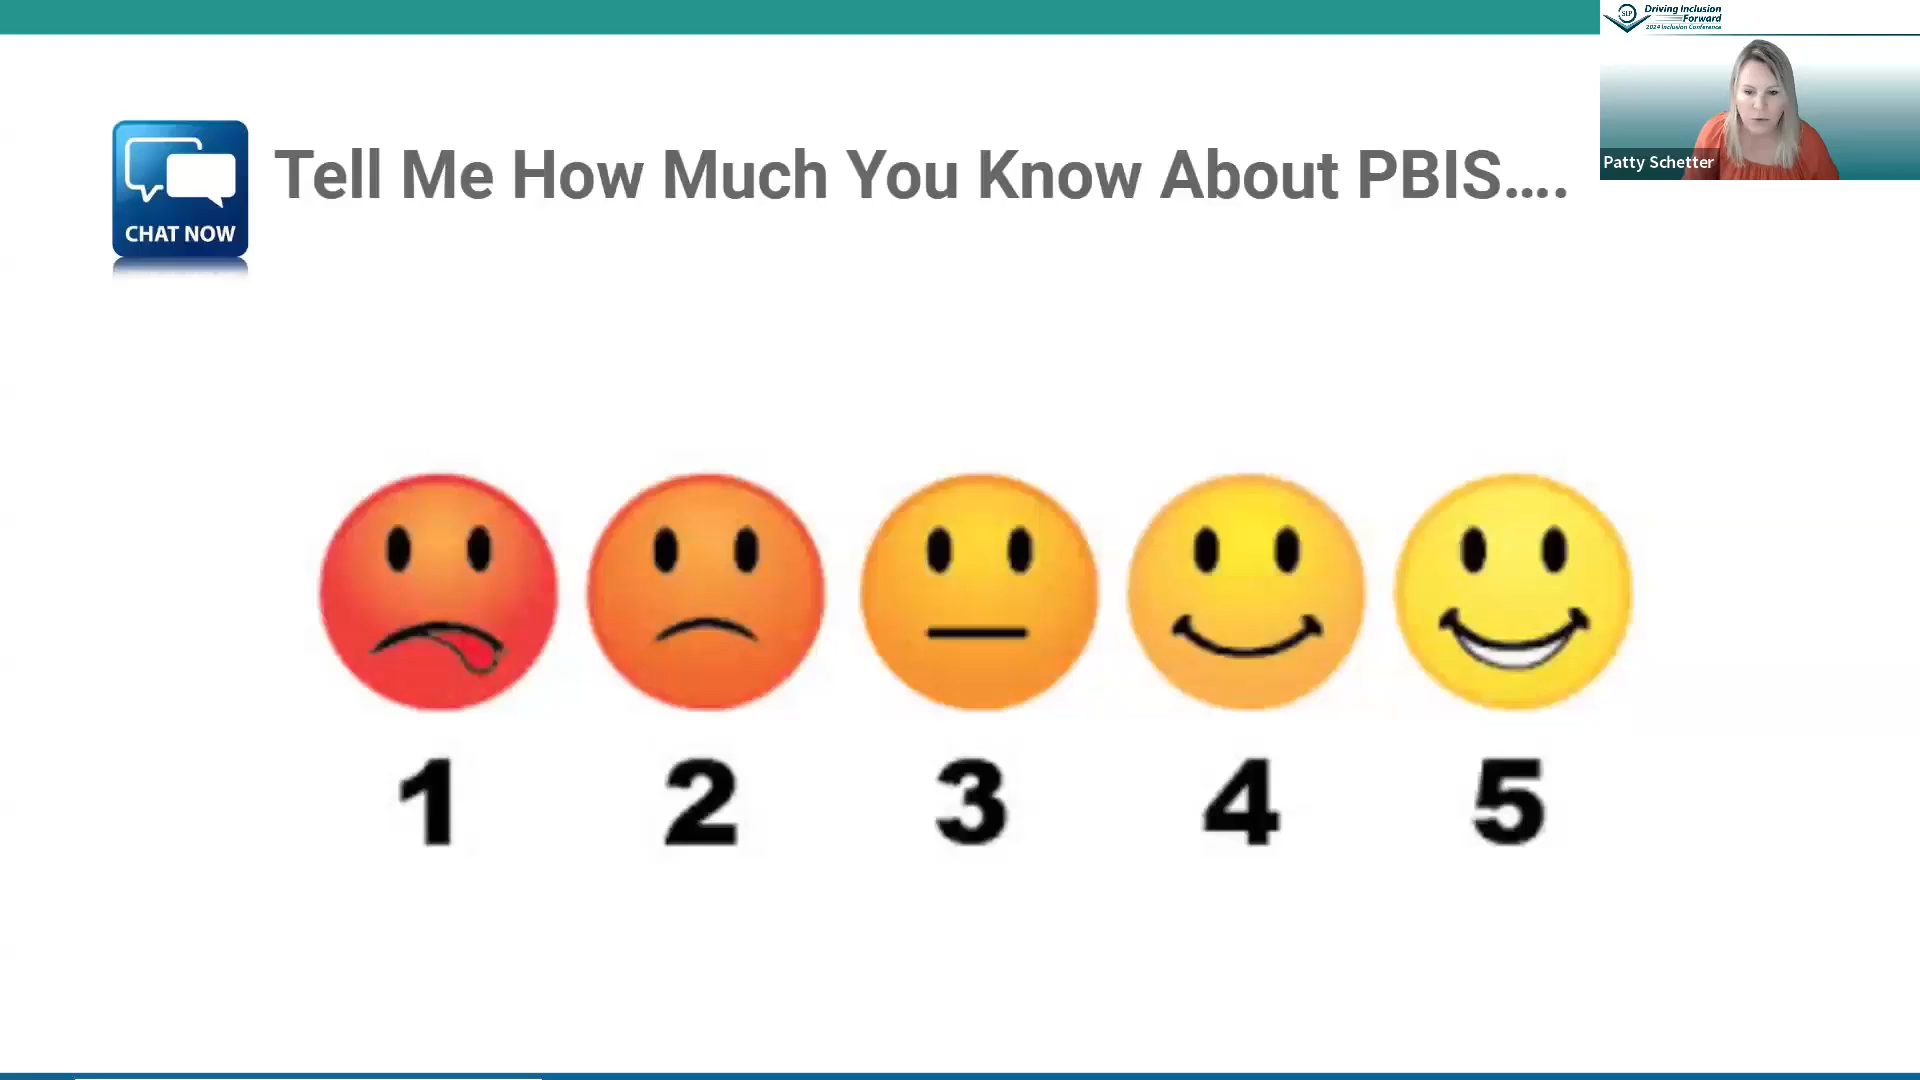 Driving Inclusion
SIP
Forward
2024 Inclusion Conference
Patty Schetter
Tell Me How Much You Know About PBIS....
CHAT NOW
1 2 3 4 5